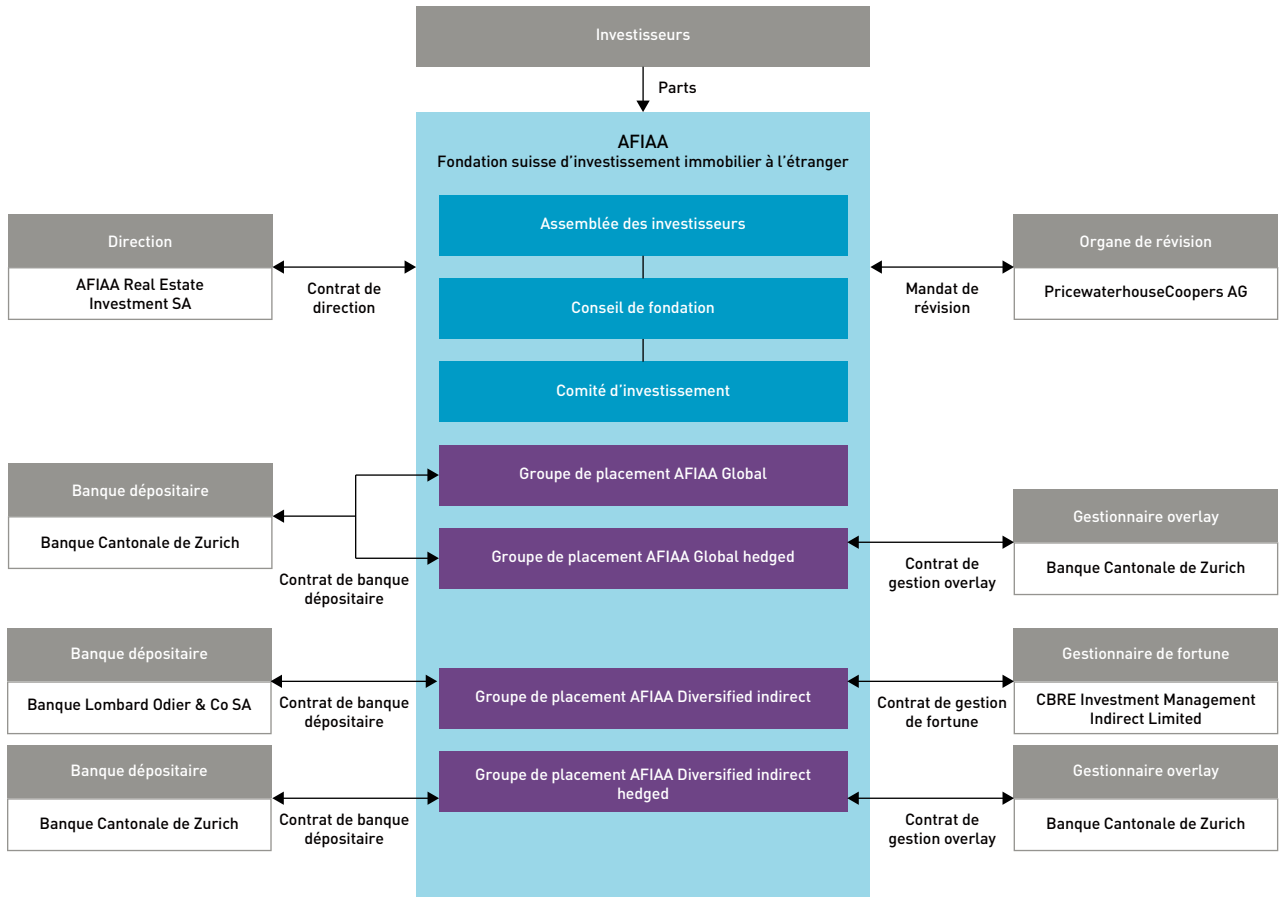 Investisseurs
Parts
AFIAA
Fondation suisse d’investissement immobilier à l’étranger
Assemblée des investisseurs
Direction
AFIAA Real Estate
Investment SA
Contrat de
direction
Organe de révision
PricewaterhouseCoopers AG
Mandat de
révision
Conseil de fondation
Comité d’investissement
Groupe de placement AFIAA Global
Banque dépositaire
Banque Cantonale de Zurich
Contrat de banque
dépositaire
Groupe de placement AFIAA Global hedged
Gestionnaire overlay
Banque Cantonale de Zurich
Contrat de
gestion overlay
Banque dépositaire
Banque Lombard Odier & Co SA
Contrat de banque
dépositaire
Groupe de placement AFIAA Diversified indirect
Contrat de gestion
de fortune
Gestionnaire de fortune
CBRE Investment Management
Indirect Limited
Banque dépositaire
Banque Cantonale de Zurich
Contrat de banque
dépositaire
Groupe de placement AFIAA Diversified indirect
hedged
Contrat de
gestion overlay
Gestionnaire overlay
Banque Cantonale de Zurich